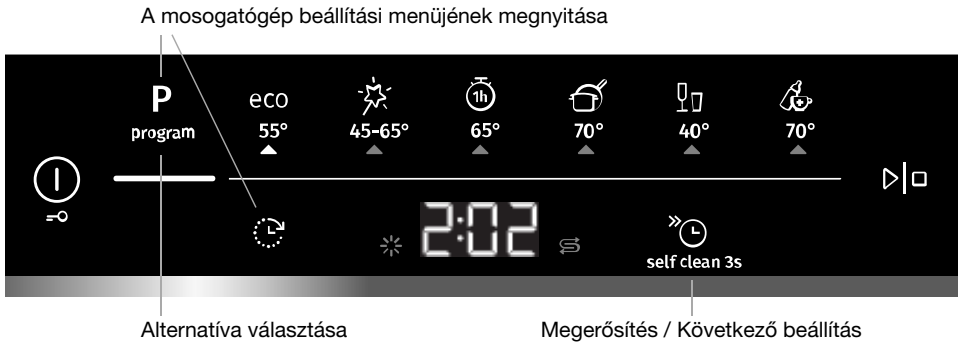 A mosogatógép beállítási menüjének megnyitása
P
program
eco
55°
45-65°
1h
65°
70°
40°
70°
2:02
»
self clean 3s
Alternatíva választása
Megerősítés / Következő beállítás